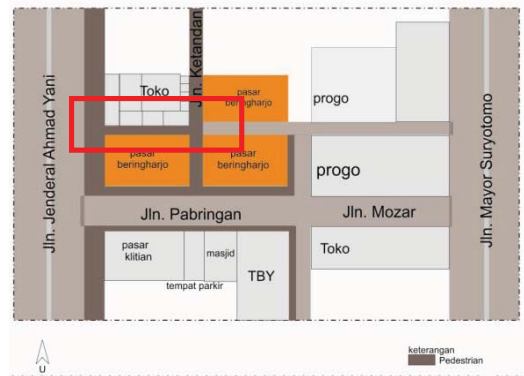 Jln. Jenderal Ahmad Yani
Jln. Ketandan
Toko
pasar
beringharjo
progo
pasar
beringharjo
pasar
beringharjo
progo
Jln. Mayor Suryotomo
Jln. Pabringan
Jln. Mozar
pasar
klitian
masjid
tempat parkir
TBY
Toko
U
keterangan
Pedestrian